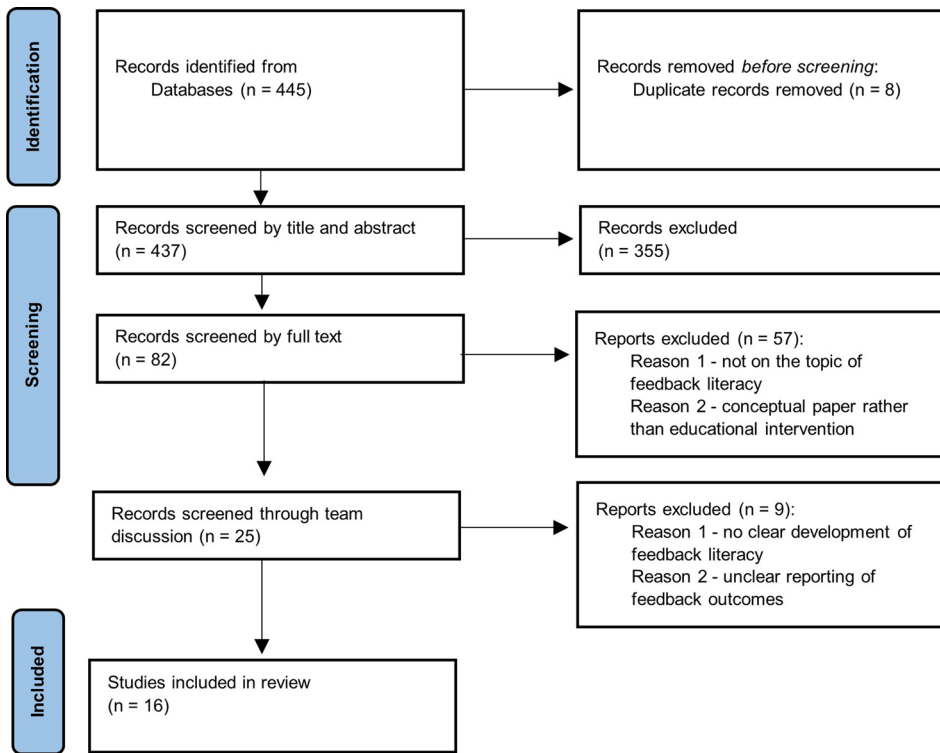 Identification
Records identified from
Databases (n = 445)
Records removed before screening:
Duplicate records removed (n = 8)
Screening
Records screened by title and abstract
(n = 437)
Records excluded
(n = 355)
Records screened by full text
(n = 82)
Reports excluded (n = 57):
Reason 1 - not on the topic of
feedback literacy
Reason 2 - conceptual paper rather
than educational intervention
Records screened through team
discussion (n = 25)
Reports excluded (n = 9):
Reason 1 - no clear development of
feedback literacy
Reason 2 - unclear reporting of
feedback outcomes
Included
Studies included in review
(n = 16)